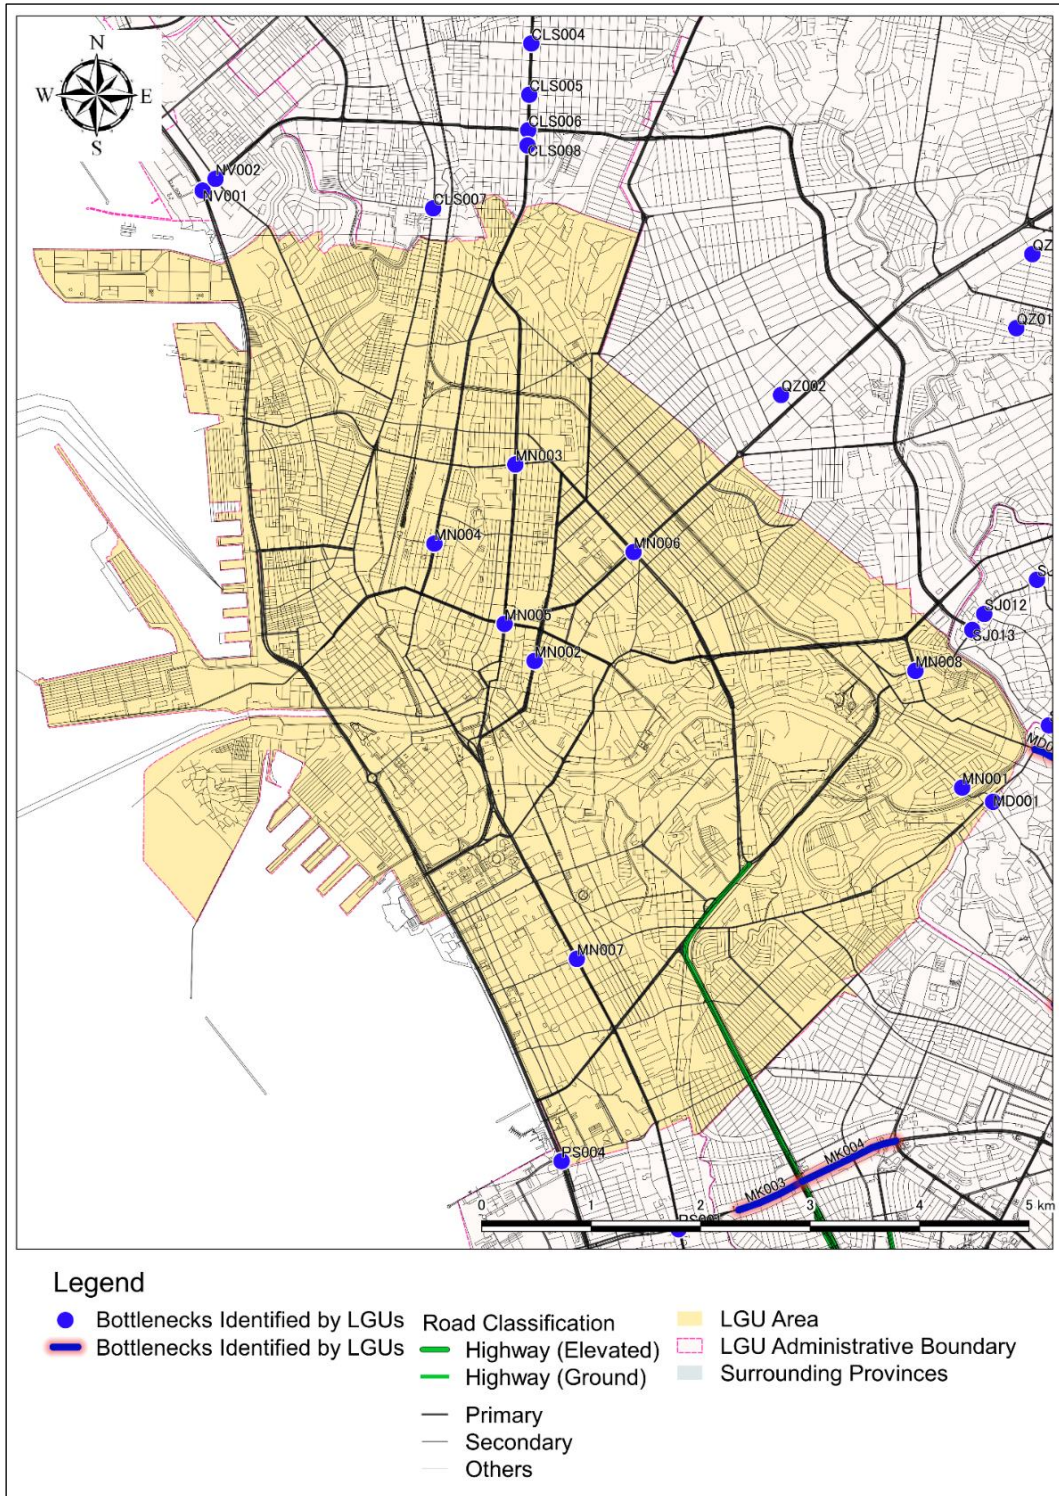 N
W E
S
CLS004
CLS005
CLS006
CLS008
NV002
NV001
CLS007
QZ
QZ01
QZ002
MN003
MN004
MN006
SJ
SJ012
SJ013
MN005
MN002
MN008
MD0
MN001
MD001
MN007
PS004
MK004
MK003
0 1 2 3 4 5 km
Legend
Bottlenecks Identified by LGUs
Bottlenecks Identified by LGUs
Road Classification
Highway (Elevated)
Highway (Ground)
Primary
Secondary
Others
LGU Area
LGU Administrative Boundary
Surrounding Provinces